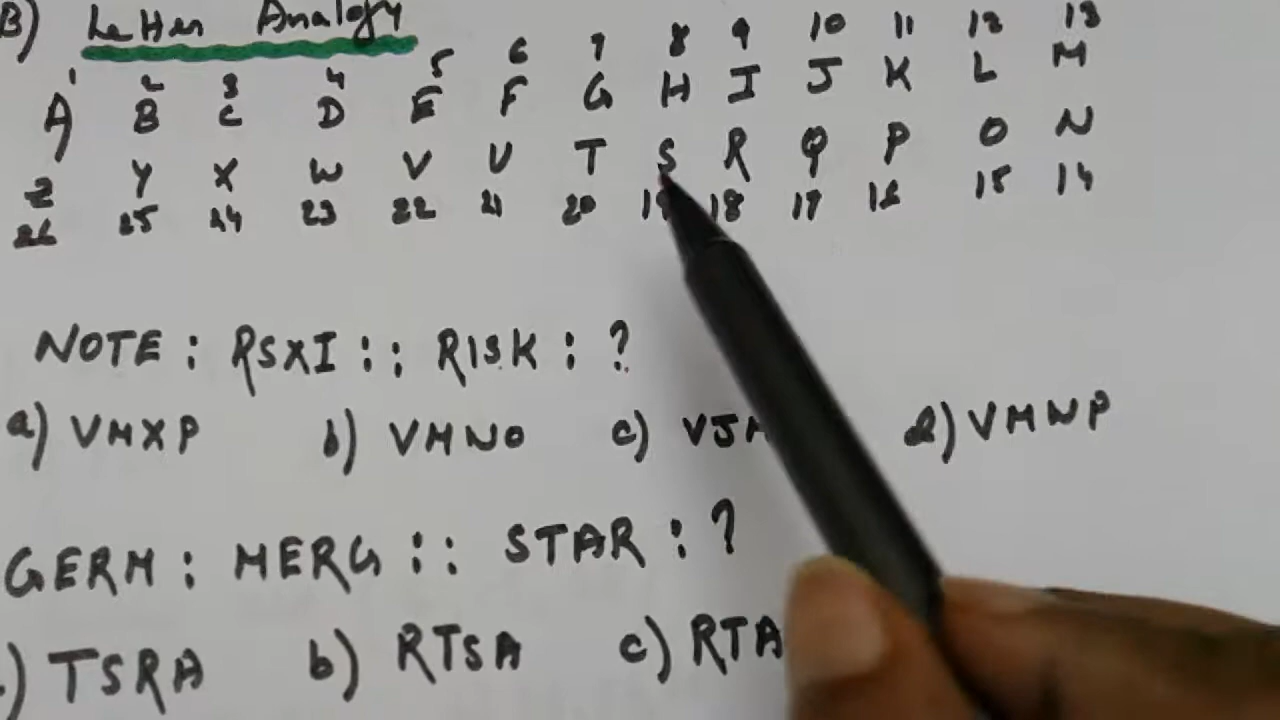 B) Letter Analogy
1 2 3 4 5 6 7 8 9 10 11 12 13
A B C D E F G H I J K L M
Z Y X W V U T S R Q P O N
26 25 24 23 22 21 20 19 18 17 16 15 14
NOTE : RSXI :: RISK : ?
a) VMXP b) VMNO c) d) VMWP
GERM : MERG :: STAR : ?
) TSRA b) RTSA c) RTA